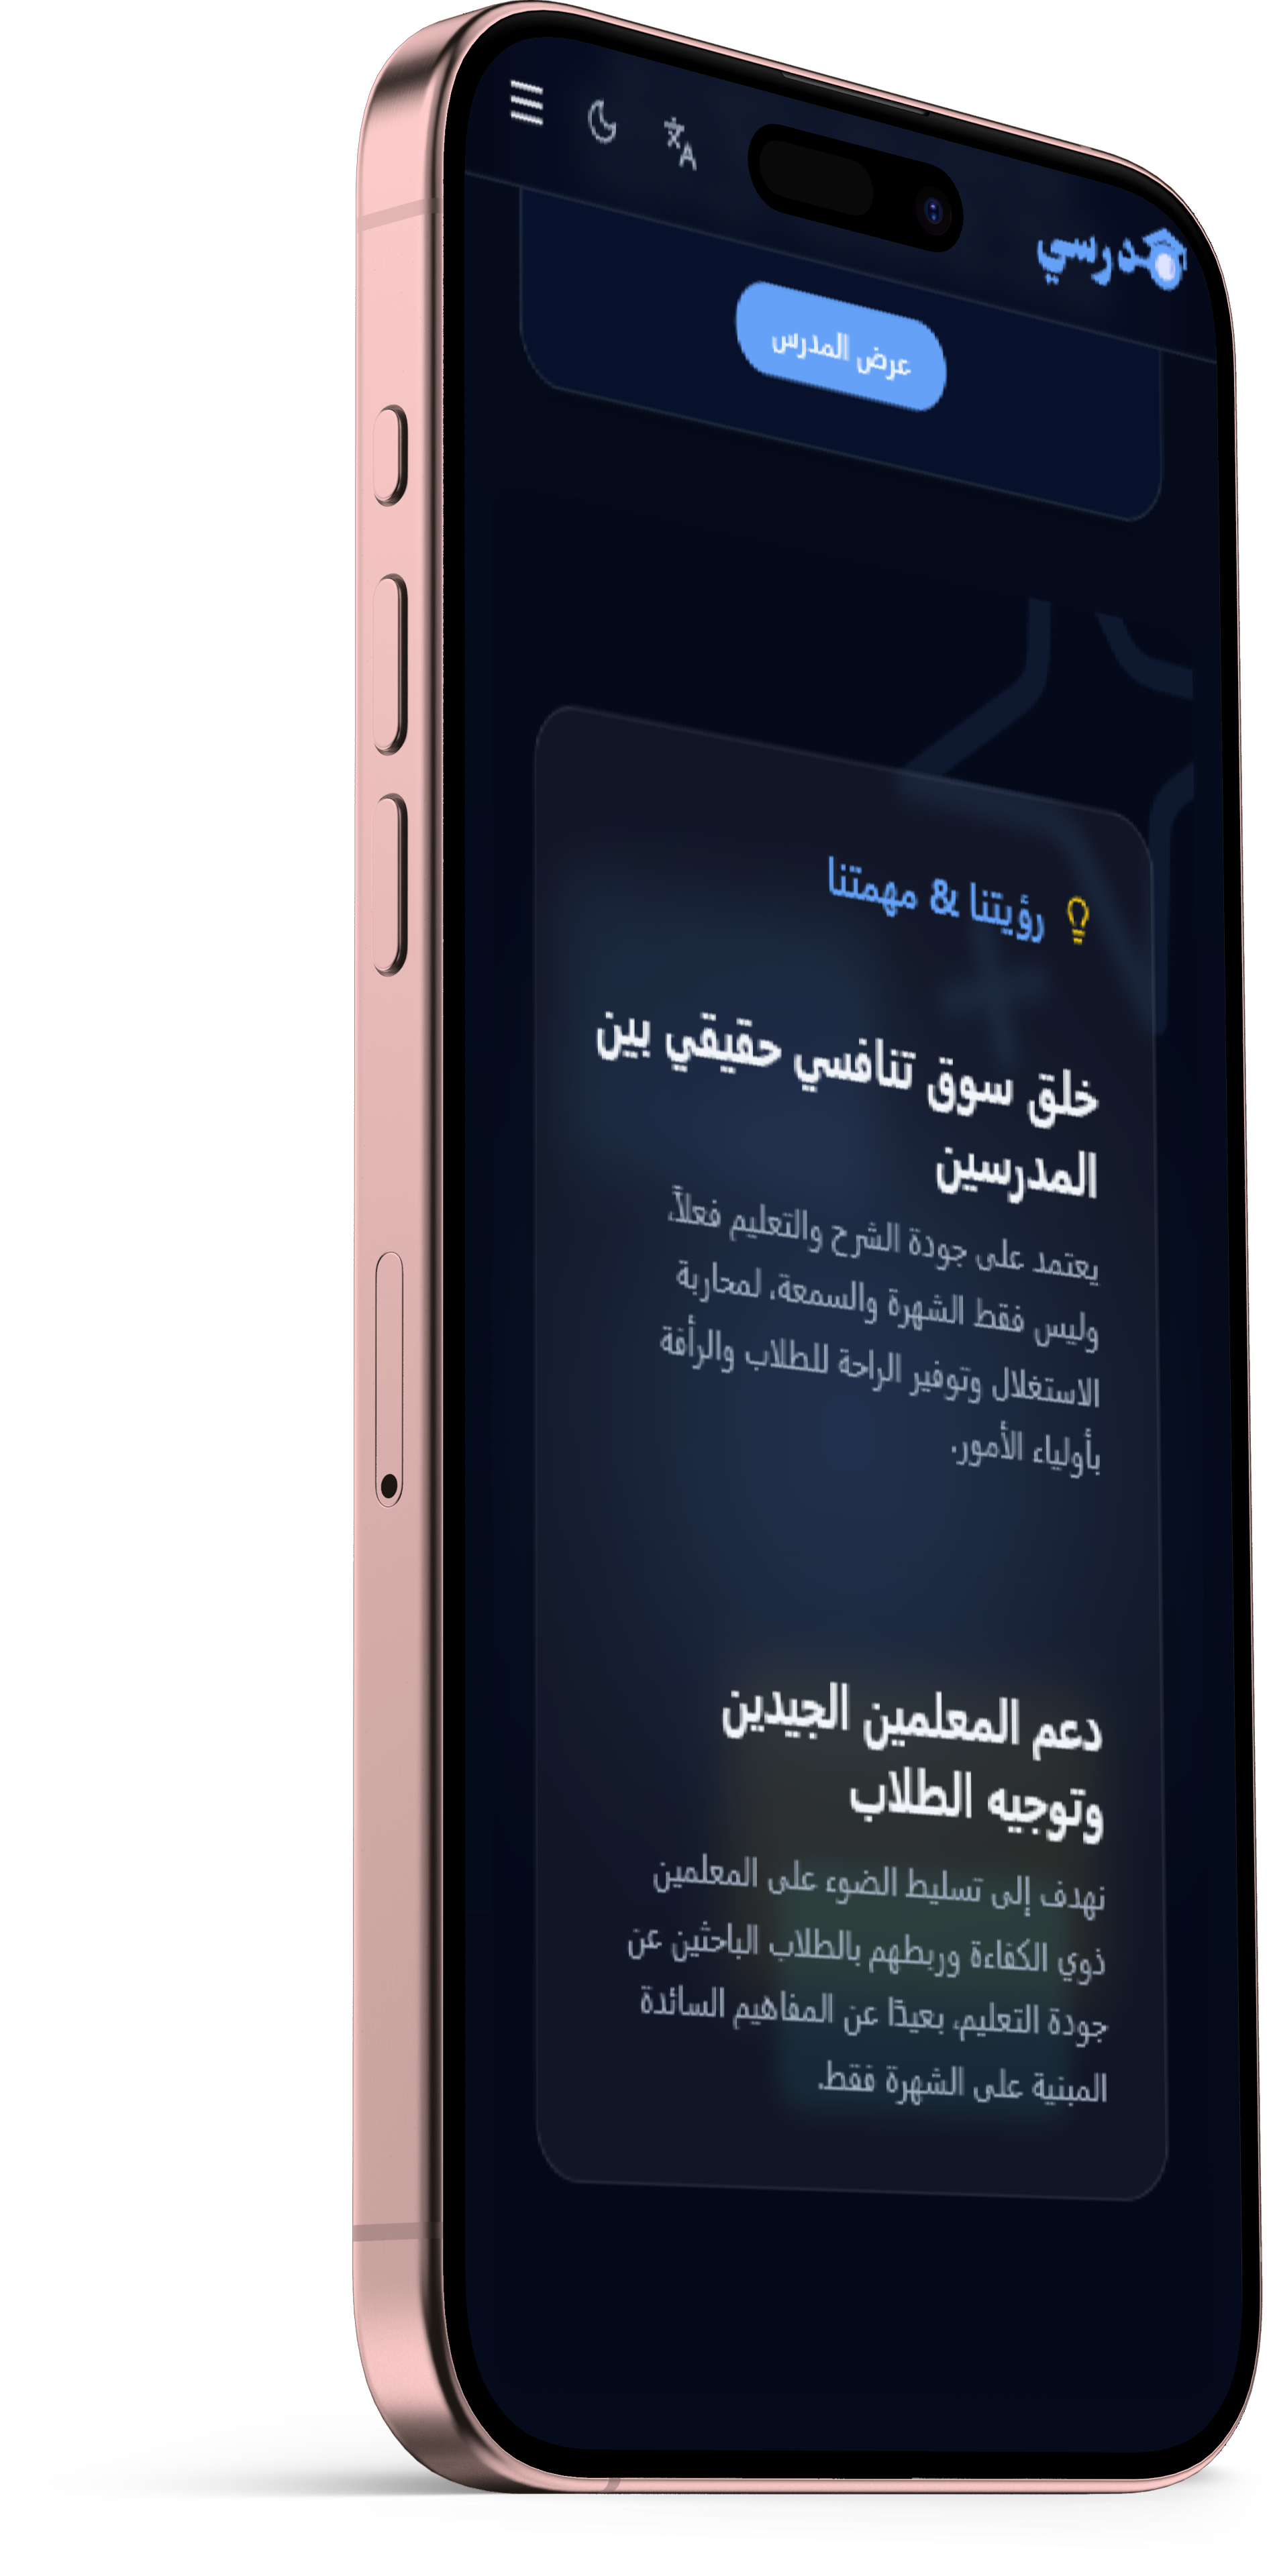 مدرسي
عرض المدرس
رؤيتنا & مهمتنا
خلق سوق تنافسي حقيقي بين
المدرسين
يعتمد على جودة الشرح والتعليم فعلاً،
وليس فقط الشهرة والسمعة، لمحاربة
الاستغلال وتوفير الراحة للطلاب والرأفة
بأولياء الأمور.
دعم المعلمين الجيدين
وتوجيه الطلاب
نهدف إلى تسليط الضوء على المعلمين
ذوي الكفاءة وربطهم بالطلاب الباحثين عن
جودة التعليم، بعيدًا عن المفاهيم السائدة
المبنية على الشهرة فقط.